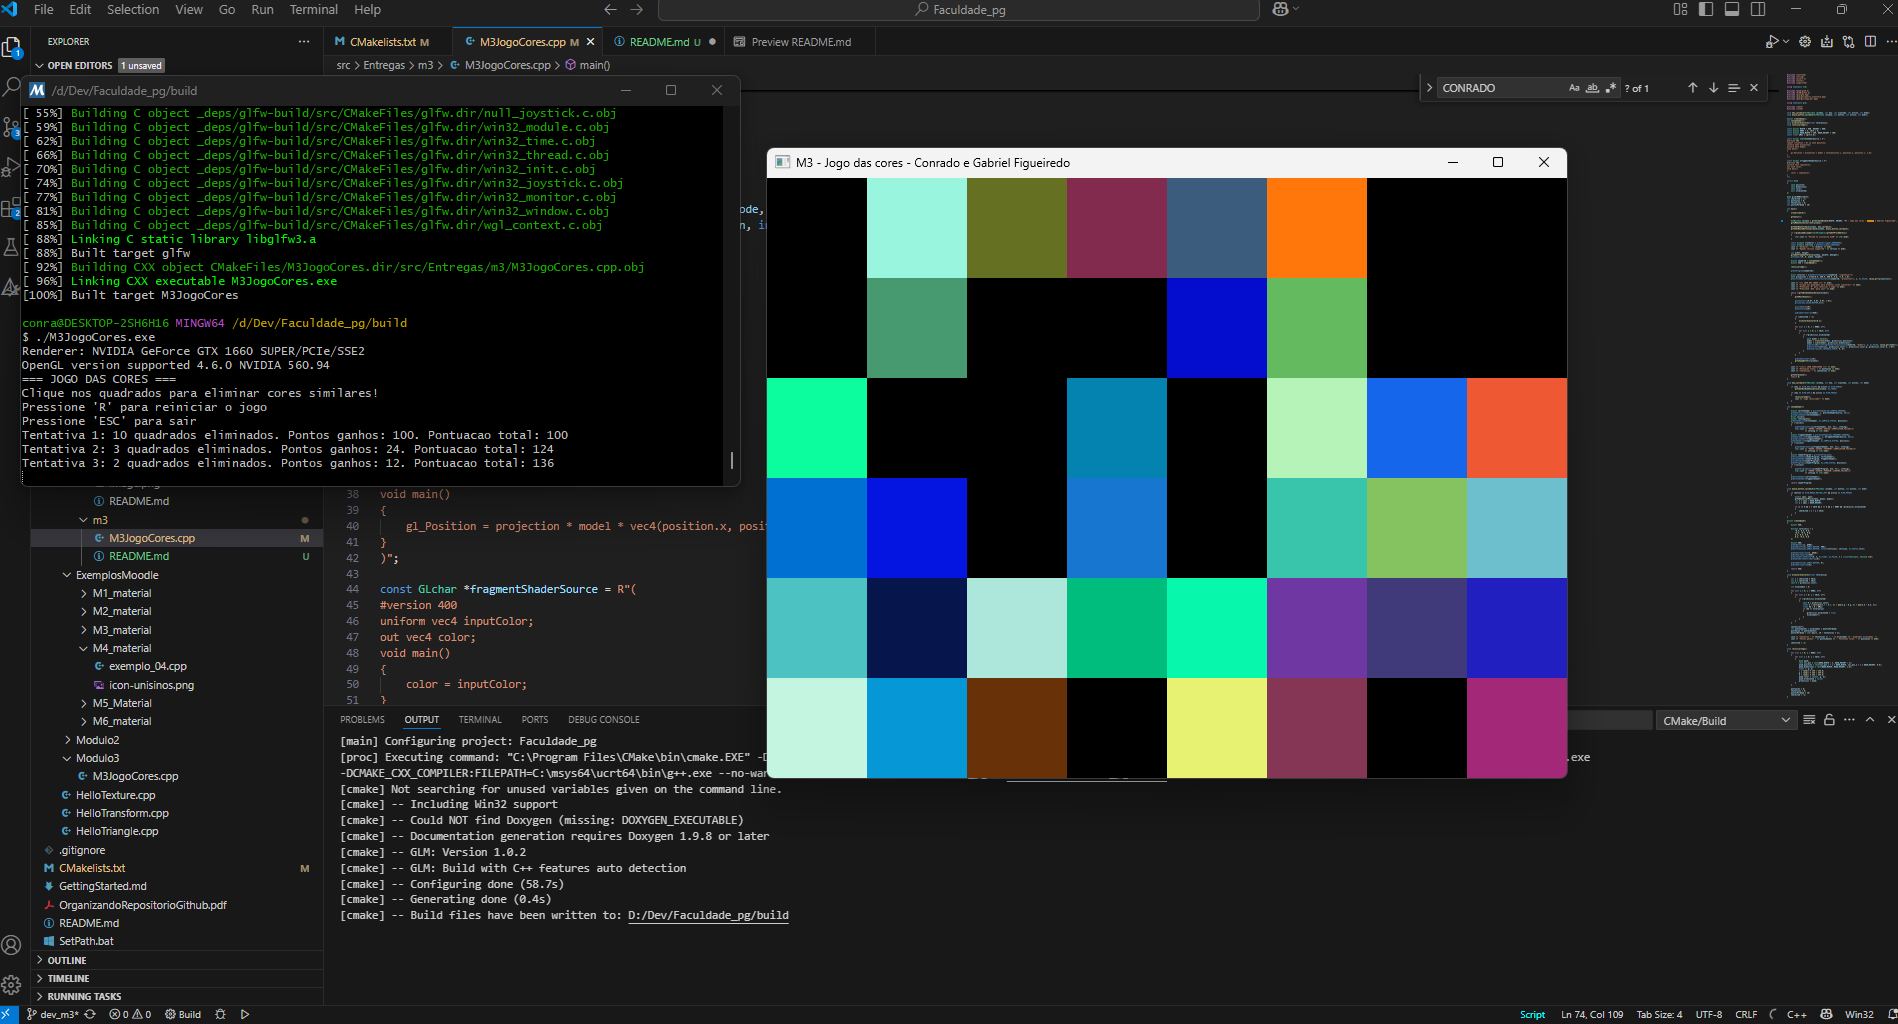 File Edit Selection View Go Run Terminal Help
Faculdade_pg
EXPLORER
OPEN EDITORS 1 unsaved
CMakelists.txt M
M3JogoCores.cpp M
README.md U
Preview README.md
src > Entregas > m3 > M3JogoCores.cpp > main()
CONRADO
Aa ab ? of 1
/d/Dev/Faculdade_pg/build
[ 55%] Building C object _deps/glfw-build/src/CMakeFiles/glfw.dir/null_joystick.c.obj
[ 59%] Building C object _deps/glfw-build/src/CMakeFiles/glfw.dir/win32_module.c.obj
[ 62%] Building C object _deps/glfw-build/src/CMakeFiles/glfw.dir/win32_time.c.obj
[ 66%] Building C object _deps/glfw-build/src/CMakeFiles/glfw.dir/win32_thread.c.obj
[ 70%] Building C object _deps/glfw-build/src/CMakeFiles/glfw.dir/win32_init.c.obj
[ 74%] Building C object _deps/glfw-build/src/CMakeFiles/glfw.dir/win32_joystick.c.obj
[ 77%] Building C object _deps/glfw-build/src/CMakeFiles/glfw.dir/win32_monitor.c.obj
[ 81%] Building C object _deps/glfw-build/src/CMakeFiles/glfw.dir/win32_window.c.obj
[ 85%] Building C object _deps/glfw-build/src/CMakeFiles/glfw.dir/wgl_context.c.obj
[ 88%] Linking C static library libglfw3.a
[ 88%] Built target glfw
[ 92%] Building CXX object CMakeFiles/M3JogoCores.dir/src/Entregas/m3/M3JogoCores.cpp.obj
[ 96%] Linking CXX executable M3JogoCores.exe
[100%] Built target M3JogoCores
conra@DESKTOP-2SH6H16 MINGW64 /d/Dev/Faculdade_pg/build
$ ./M3JogoCores.exe
Renderer: NVIDIA GeForce GTX 1660 SUPER/PCIe/SSE2
OpenGL version supported 4.6.0 NVIDIA 560.94
=== JOGO DAS CORES ===
Clique nos quadrados para eliminar cores similares!
Pressione 'R' para reiniciar o jogo
Pressione 'ESC' para sair
Tentativa 1: 10 quadrados eliminados. Pontos ganhos: 100. Pontuacao total: 100
Tentativa 2: 3 quadrados eliminados. Pontos ganhos: 24. Pontuacao total: 124
Tentativa 3: 2 quadrados eliminados. Pontos ganhos: 12. Pontuacao total: 136
M3 - Jogo das cores - Conrado e Gabriel Figueiredo
ode,
n, i
README.md
m3
M3JogoCores.cpp M
README.md U
ExemplosMoodle
M1_material
M2_material
M3_material
M4_material
exemplo_04.cpp
icon-unisinos.png
M5_Material
M6_material
Modulo2
Modulo3
M3JogoCores.cpp
HelloTexture.cpp
HelloTransform.cpp
HelloTriangle.cpp
.gitignore
CMakelists.txt M
GettingStarted.md
OrganizandoRepositorioGithub.pdf
README.md
SetPath.bat
OUTLINE
TIMELINE
RUNNING TASKS
38 void main()
39 {
40 gl_Position = projection * model * vec4(position.x, posit
41 }
42 )";
43
44 const GLchar *fragmentShaderSource = R"(
45 #version 400
46 uniform vec4 inputColor;
47 out vec4 color;
48 void main()
49 {
50 color = inputColor;
51 }
PROBLEMS OUTPUT TERMINAL PORTS DEBUG CONSOLE
CMake/Build
[main] Configuring project: Faculdade_pg
[proc] Executing command: "C:\Program Files\CMake\bin\cmake.EXE" -D
.exe
-DCMAKE_CXX_COMPILER:FILEPATH=C:\msys64\ucrt64\bin\g++.exe --no-war
[cmake] Not searching for unused variables given on the command line.
[cmake] -- Including Win32 support
[cmake] -- Could NOT find Doxygen (missing: DOXYGEN_EXECUTABLE)
[cmake] -- Documentation generation requires Doxygen 1.9.8 or later
[cmake] -- GLM: Version 1.0.2
[cmake] -- GLM: Build with C++ features auto detection
[cmake] -- Configuring done (58.7s)
[cmake] -- Generating done (0.4s)
[cmake] -- Build files have been written to: D:/Dev/Faculdade_pg/build
dev_m3* 0 0 Build
Script Ln 74, Col 109 Tab Size: 4 UTF-8 CRLF C++ Win32